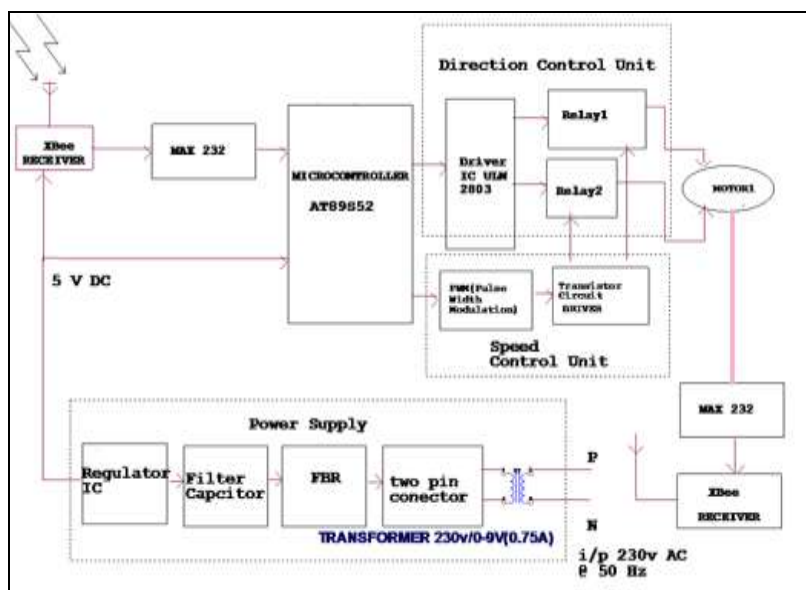 Direction Control Unit
XBee
RECEIVER
MAX 232
MICROCONTROLLER
AT89S52
Driver
IC ULN
2803
Relay1
Relay2
MOTOR1
5 V DC
PWM(Pulse
Width
Modulation)
Transistor
Circuit
DRIVER
Speed
Control Unit
MAX 232
XBee
RECEIVER
Power Supply
Regulator
IC
Filter
Capcitor
FBR
two pin
conector
P
N
TRANSFORMER 230v/0-9V(0.75A)
i/p 230v AC
@ 50 Hz